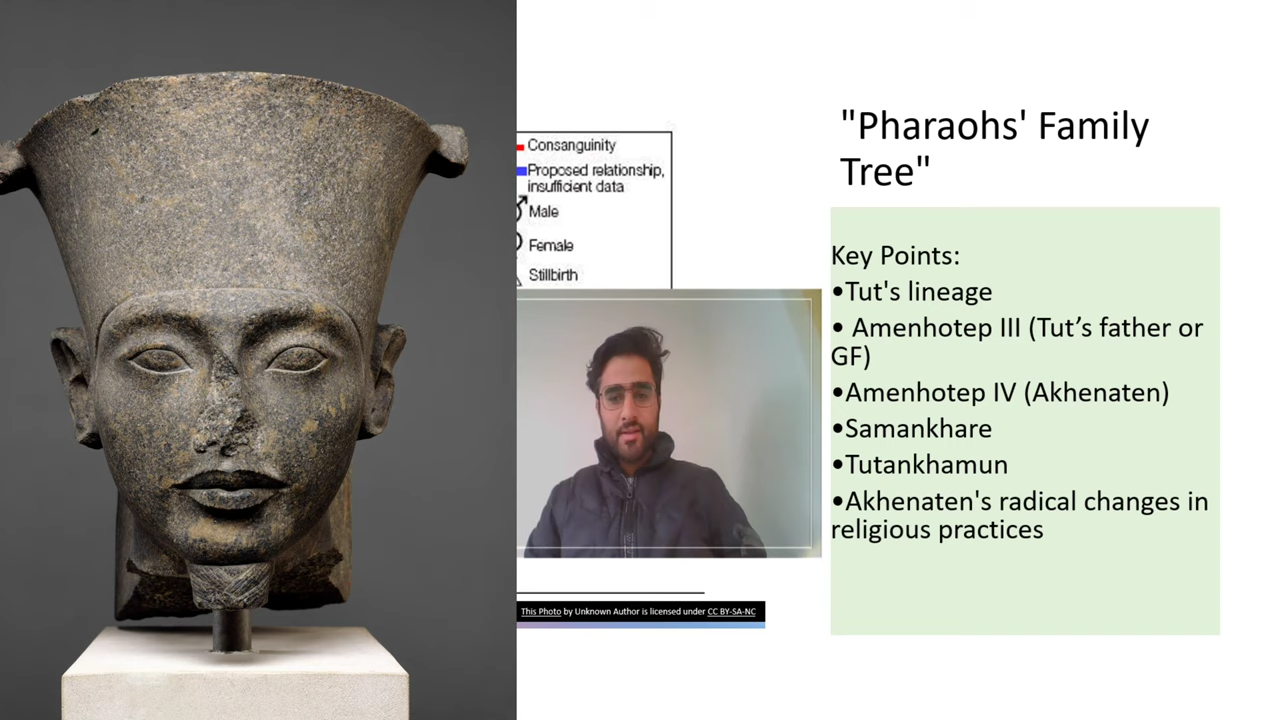 Consanguinity
Proposed relationship,
insufficient data
Male
Female
Stillbirth
This Photo by Unknown Author is licensed under CC BY-SA-NC
"Pharaohs' Family
Tree"
Key Points:
•Tut's lineage
• Amenhotep III (Tut’s father or
GF)
•Amenhotep IV (Akhenaten)
•Samankhare
•Tutankhamun
•Akhenaten's radical changes in
religious practices